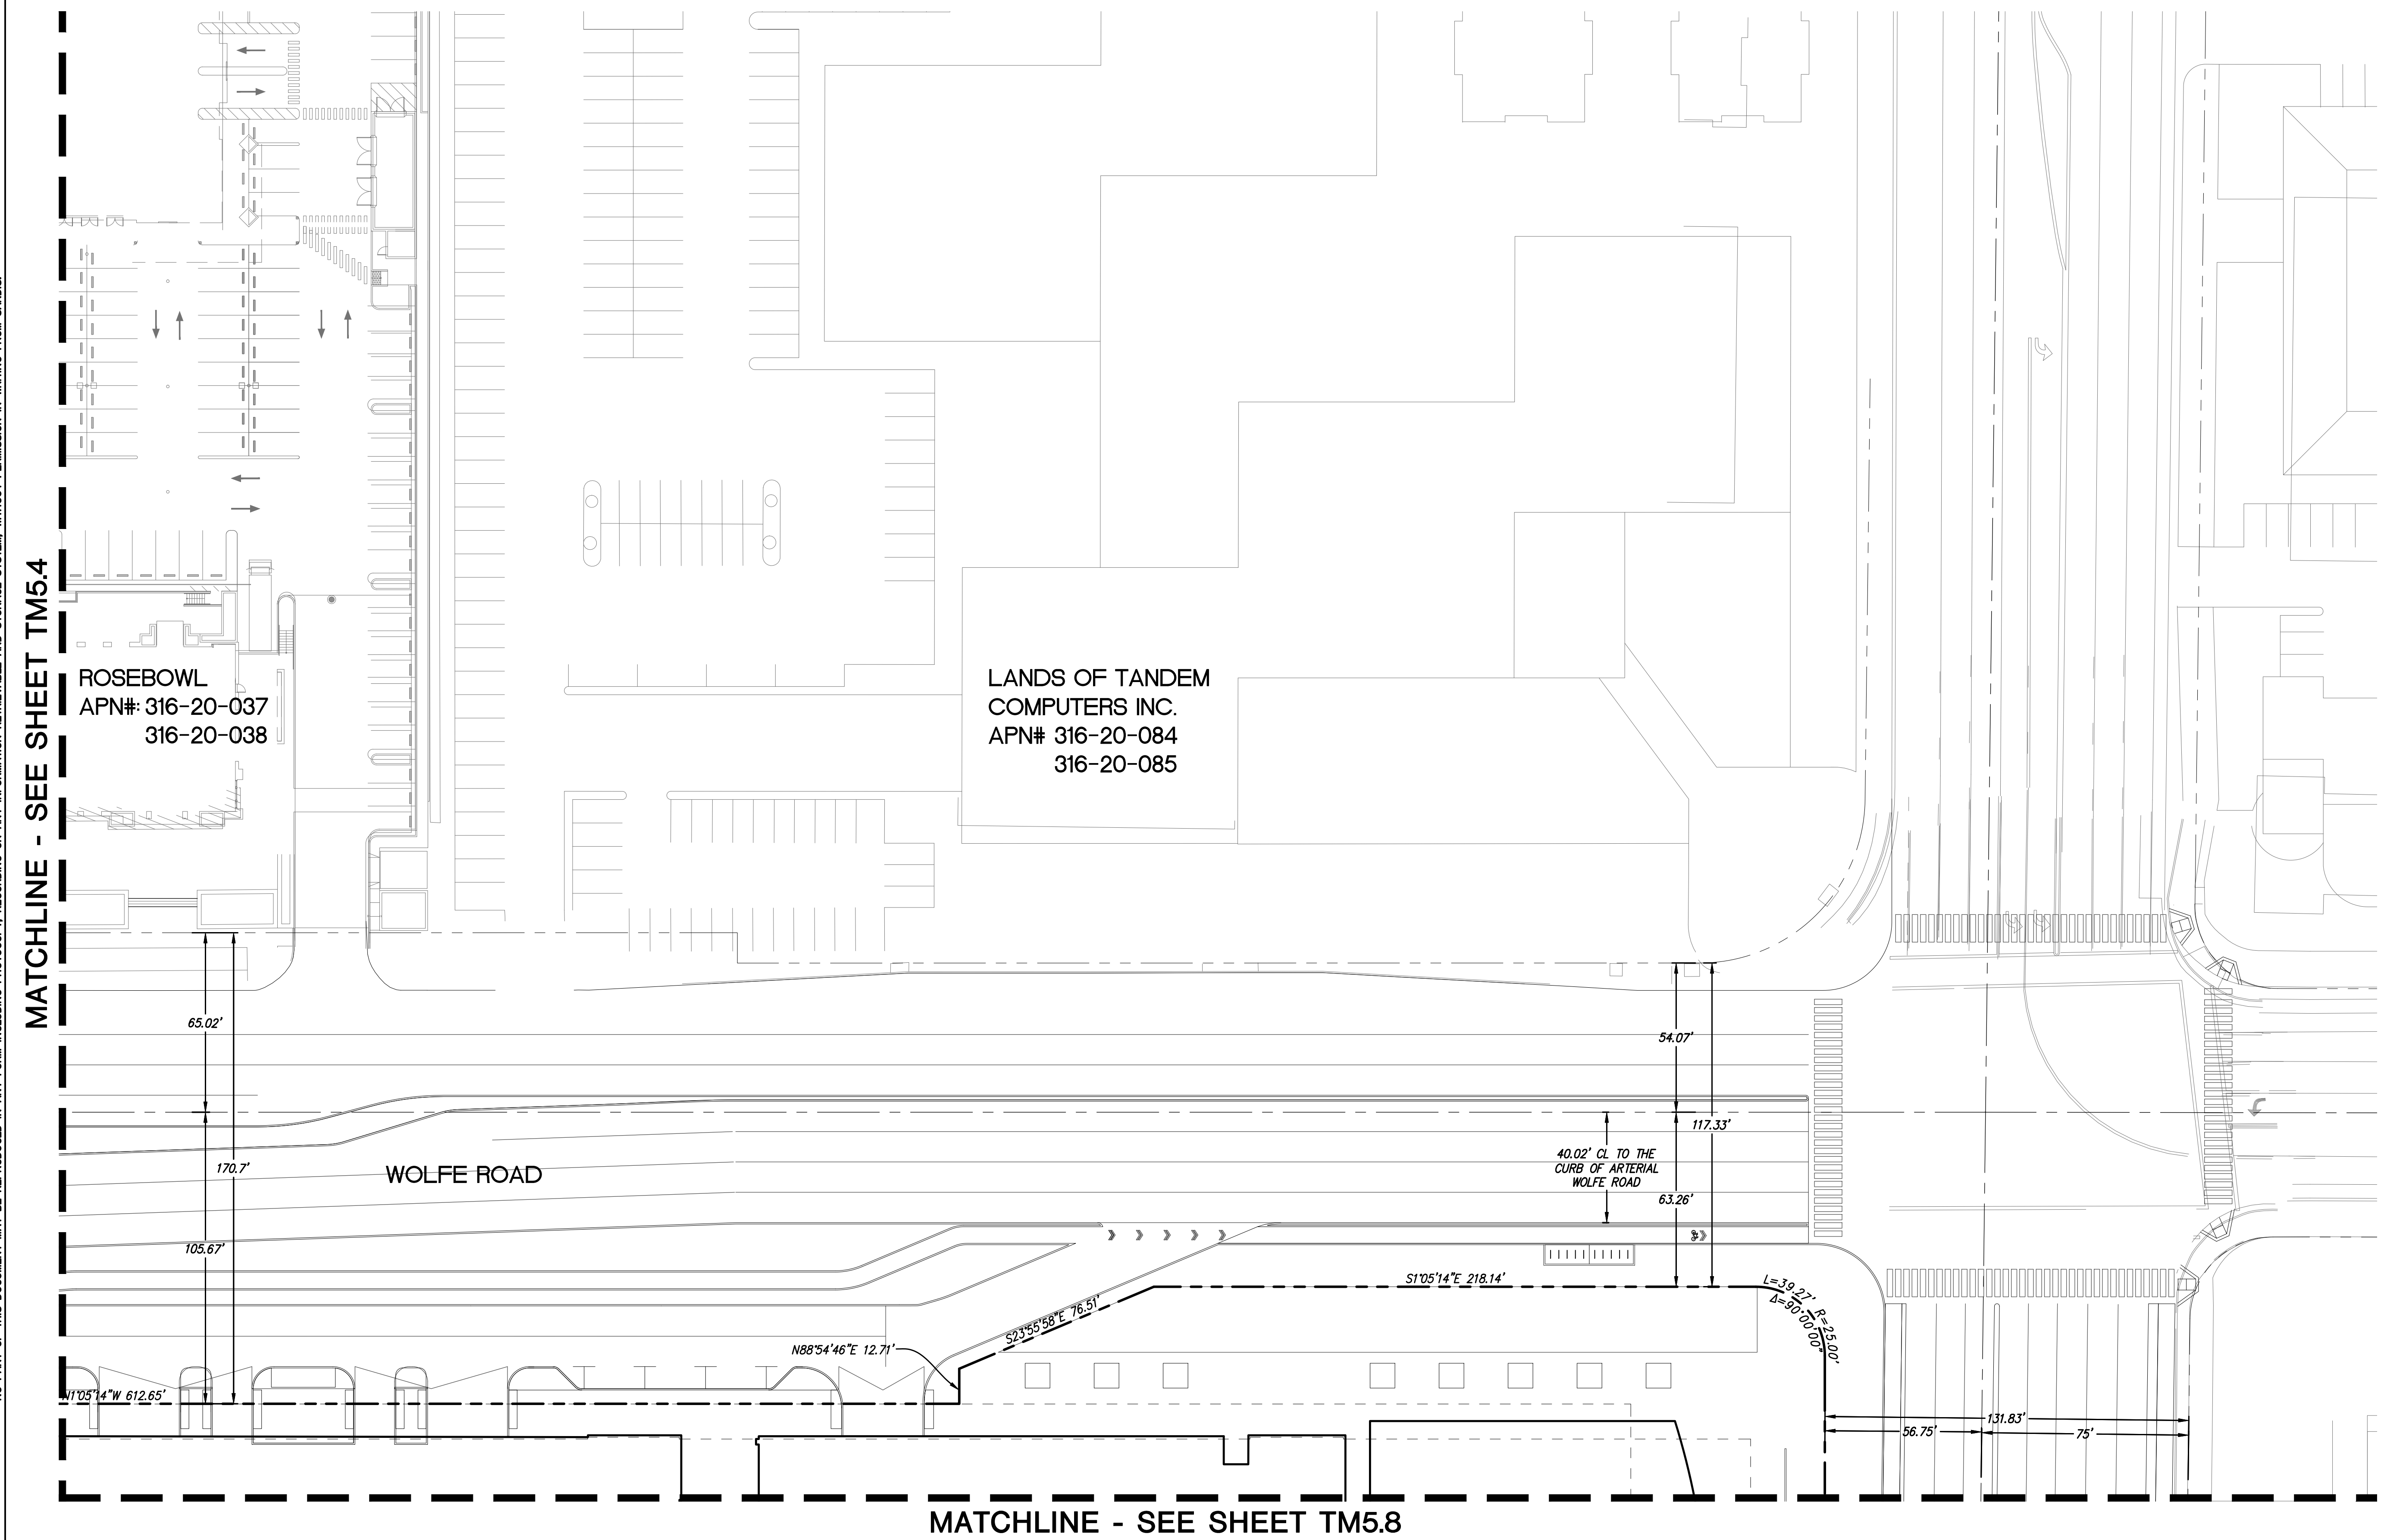 MATCHLINE - SEE SHEET TM5.4
ROSEBOWL
APN#: 316-20-037
316-20-038
LANDS OF TANDEM
COMPUTERS INC.
APN# 316-20-084
316-20-085
65.02'
54.07'
117.33'
170.7'
WOLFE ROAD
40.02' CL TO THE
CURB OF ARTERIAL
WOLFE ROAD
63.26'
105.67'
S1°05'14"E 218.14'
L=39.27' R=25.00'
Δ=90°00'00"
S23°55'58"E 76.51'
N88°54'46"E 12.71'
N1°05'14"W 612.65'
131.83'
56.75'
75'
MATCHLINE - SEE SHEET TM5.8